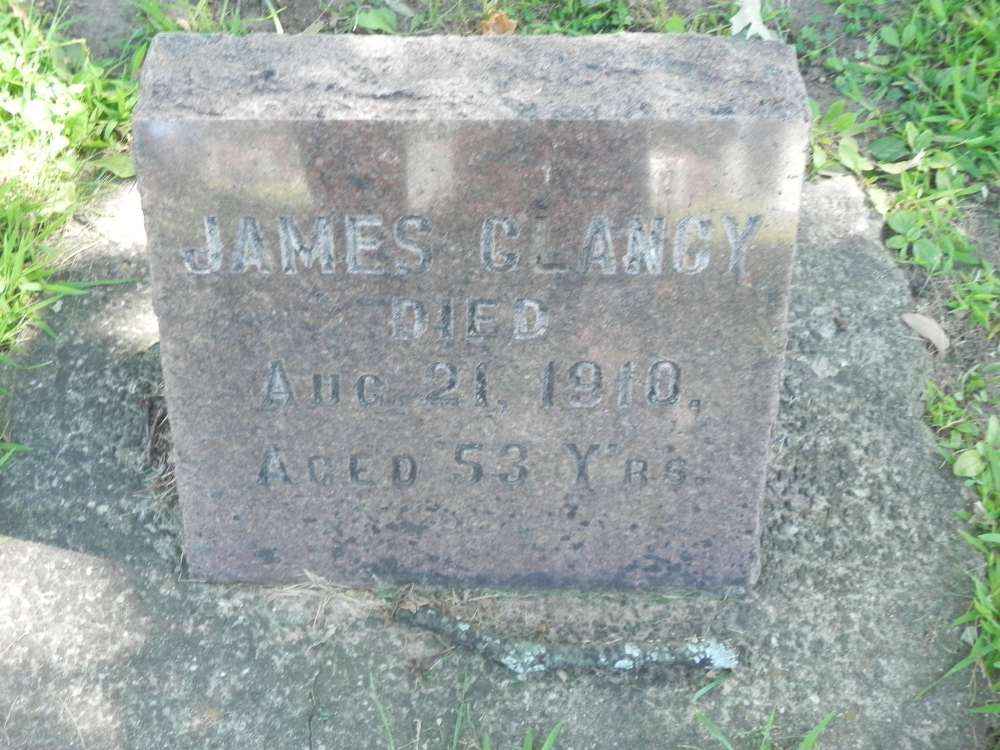 JAMES CLANCY
DIED
AUG. 21, 1910.
AGED 53 Y'RS.